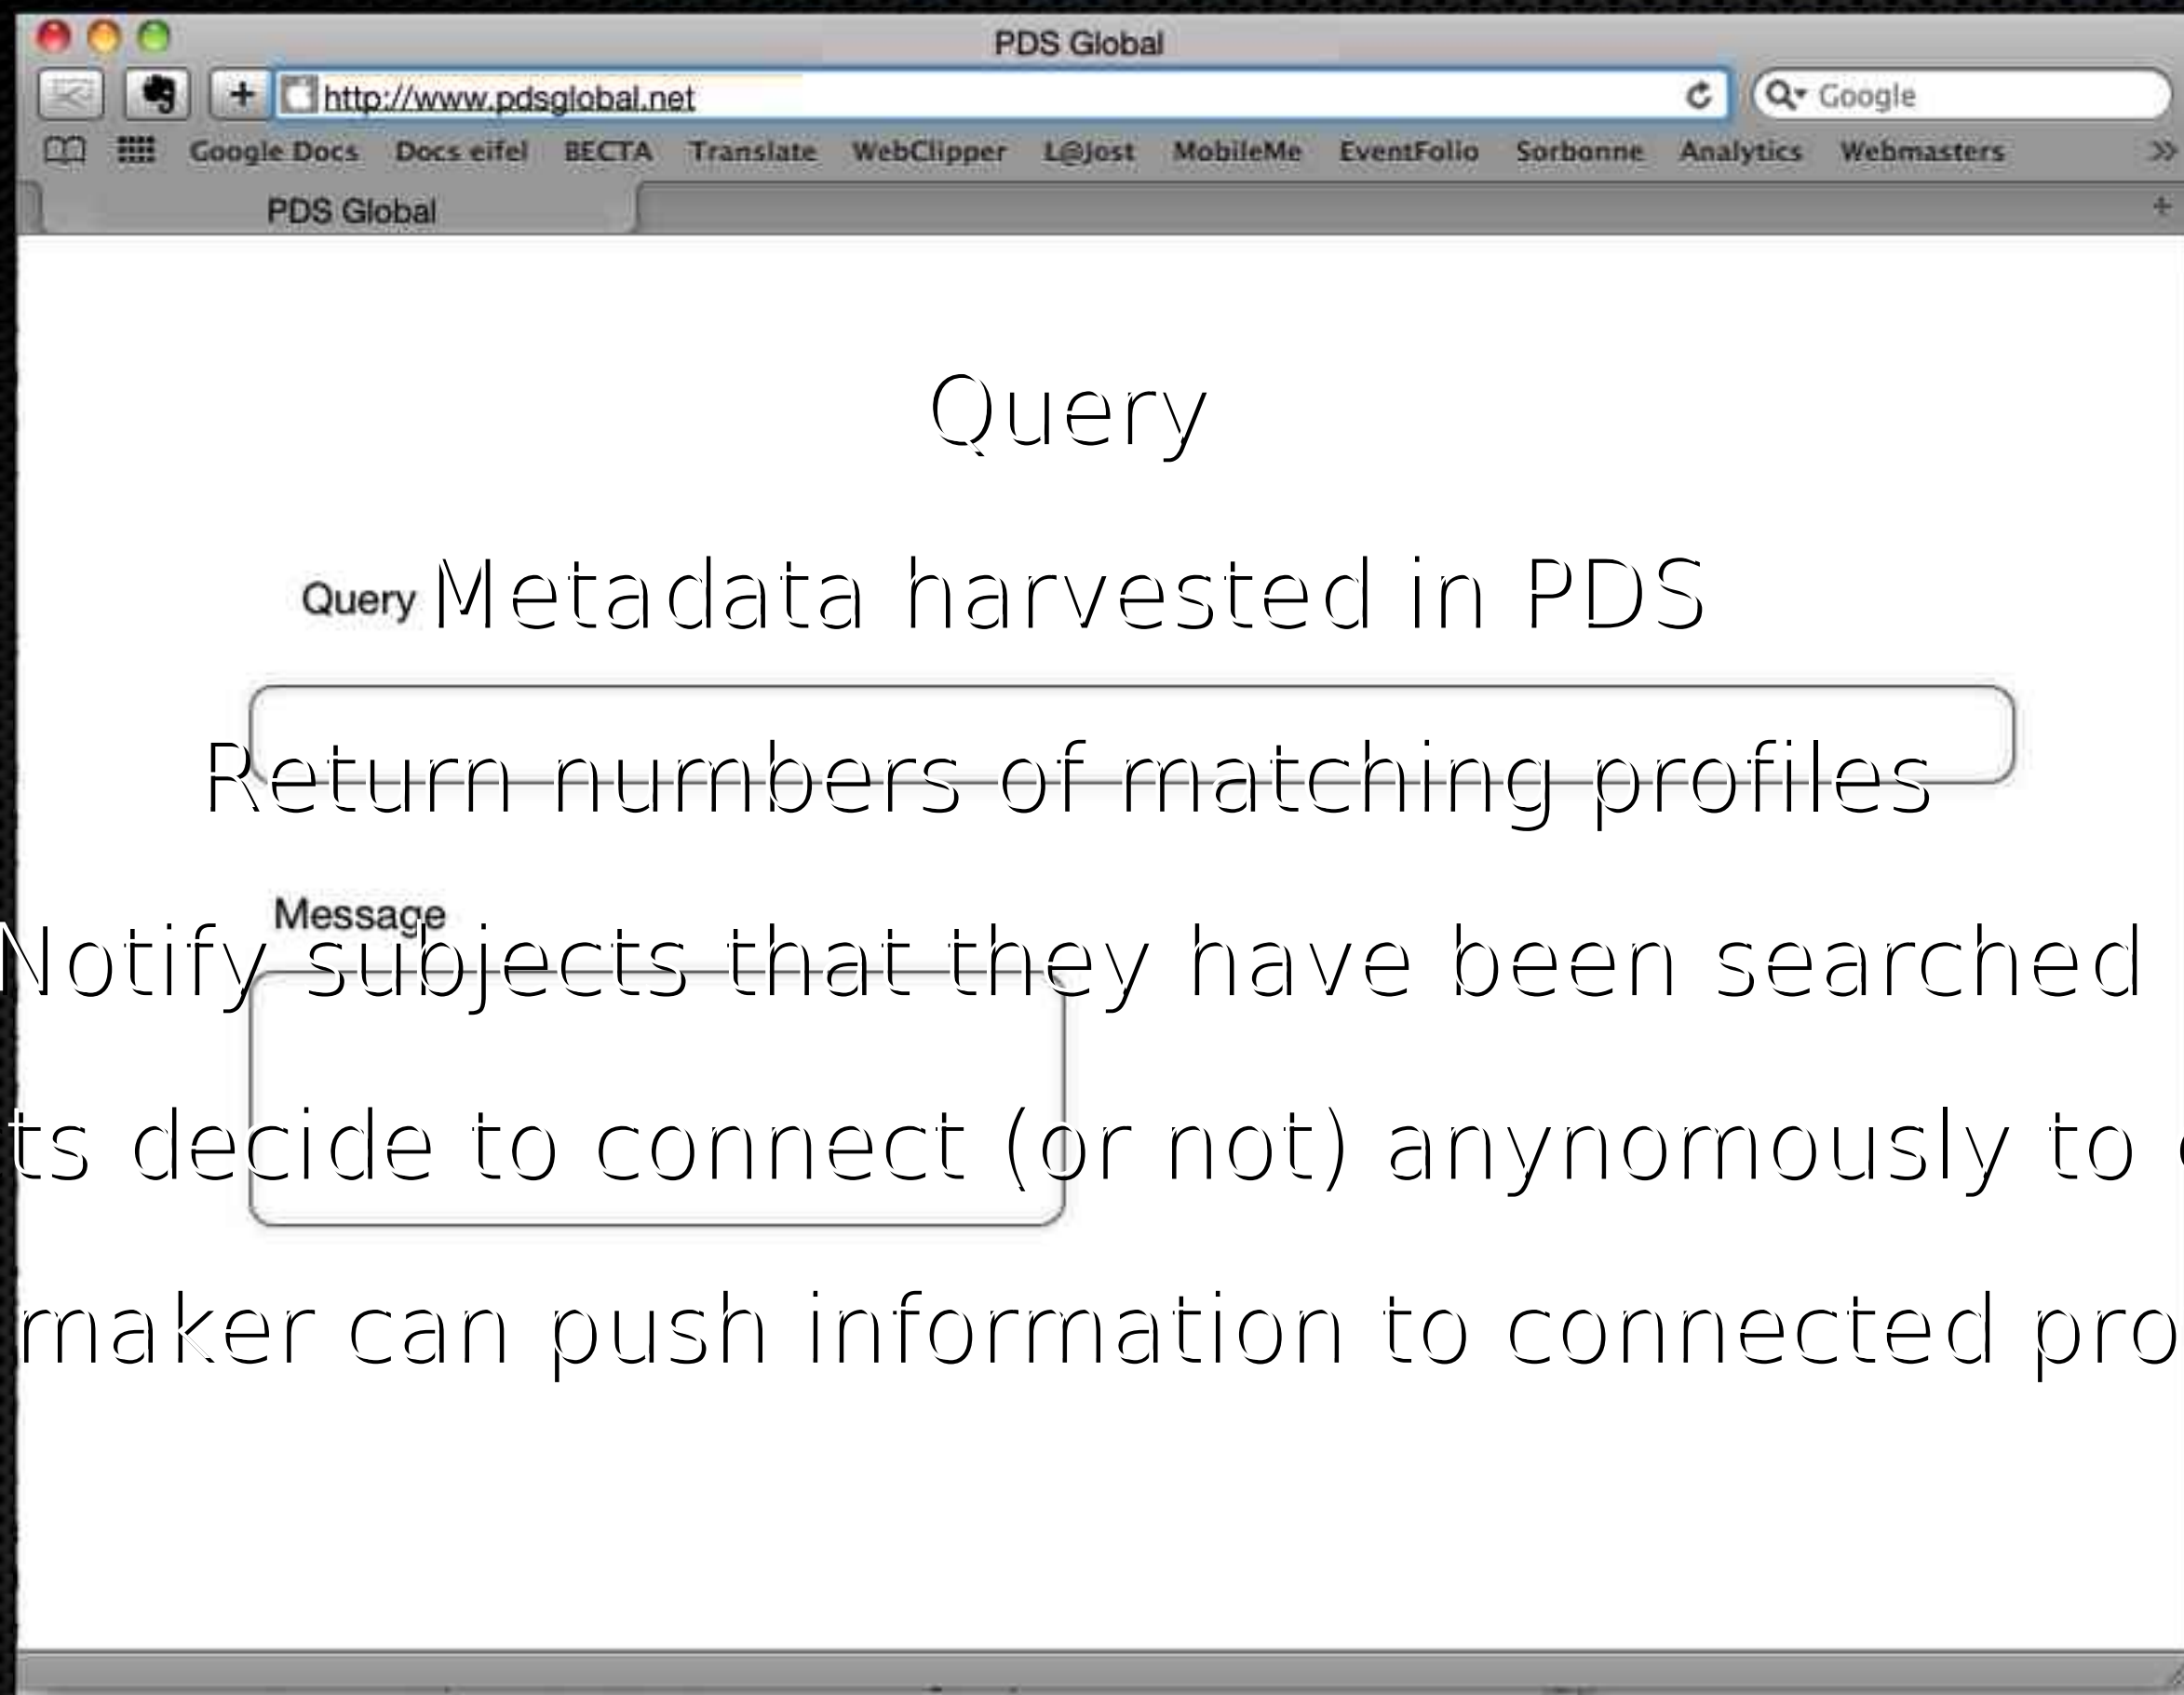 PDS Global
http://www.pdsglobal.net
Google
Google Docs Docs eifel BECTA Translate WebClipper L@Jost MobileMe EventFolio Sorbonne Analytics Webmasters
PDS Global
Query
Query
Metadata harvested in PDS
Return numbers of matching profiles
Message
Notify subjects that they have been searched
ts decide to connect (or not) anynomously to
maker can push information to connected pro